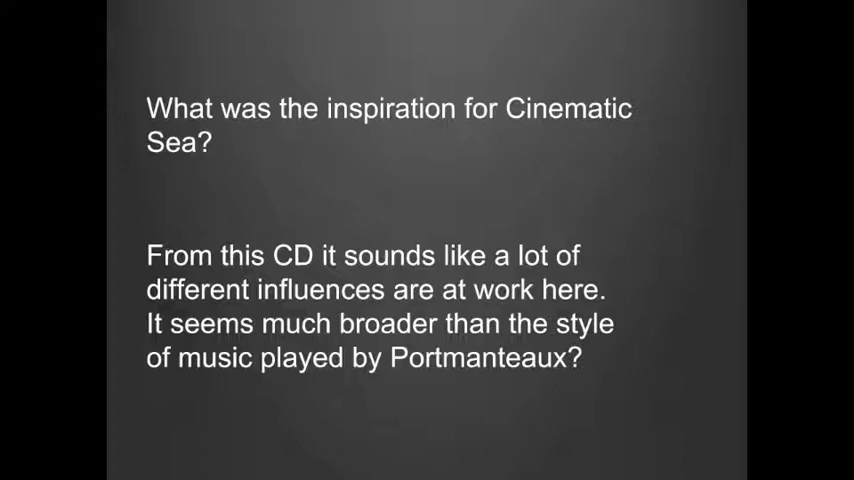 What was the inspiration for Cinematic
Sea?
From this CD it sounds like a lot of
different influences are at work here.
It seems much broader than the style
of music played by Portmanteaux?